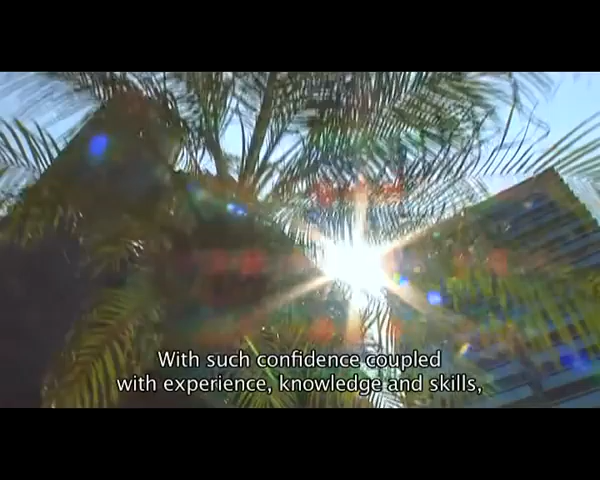 With such confidence coupled
with experience, knowledge and skills,